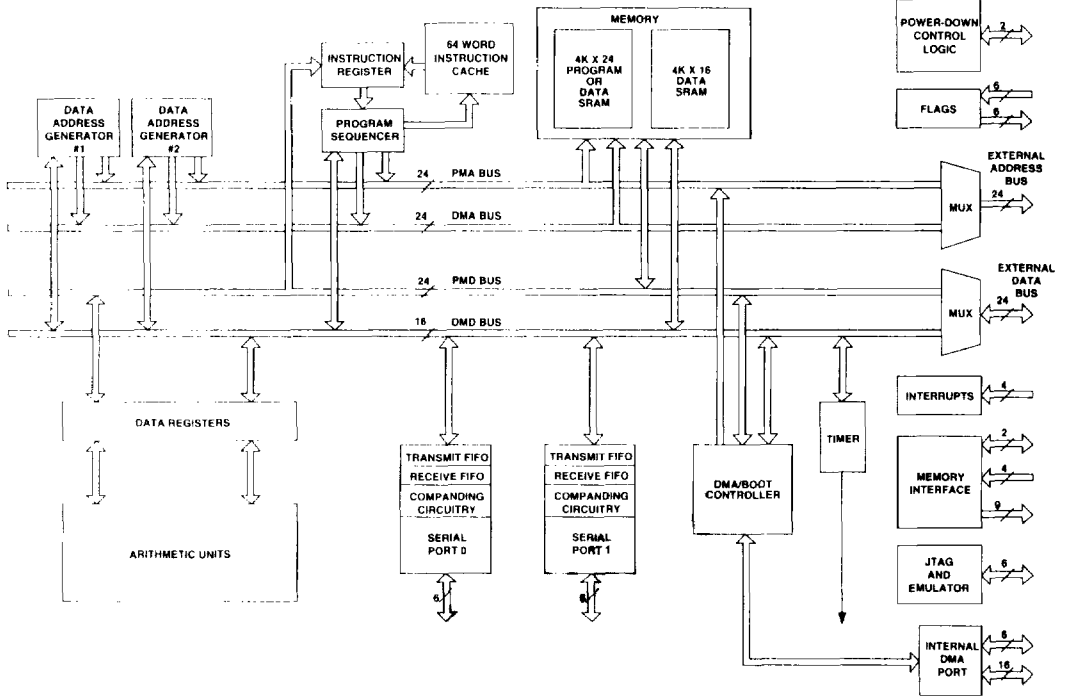 MEMORY
4K X 24
PROGRAM
OR
DATA
SRAM
4K X 16
DATA
SRAM
64 WORD
INSTRUCTION
CACHE
INSTRUCTION
REGISTER
PROGRAM
SEQUENCER
DATA
ADDRESS
GENERATOR
#1
DATA
ADDRESS
GENERATOR
#2
POWER-DOWN
CONTROL
LOGIC
2
FLAGS
6
6
24 PMA BUS
24 DMA BUS
24 PMD BUS
16 DMD BUS
MUX
EXTERNAL
ADDRESS
BUS
24
MUX
EXTERNAL
DATA
BUS
24
DATA REGISTERS
ARITHMETIC UNITS
TRANSMIT FIFO
RECEIVE FIFO
COMPANDING
CIRCUITRY
SERIAL
PORT 0
6
TRANSMIT FIFO
RECEIVE FIFO
COMPANDING
CIRCUITRY
SERIAL
PORT 1
DMA/BOOT
CONTROLLER
TIMER
INTERRUPTS
4
MEMORY
INTERFACE
2
4
9
JTAG
AND
EMULATOR
6
INTERNAL
DMA
PORT
16